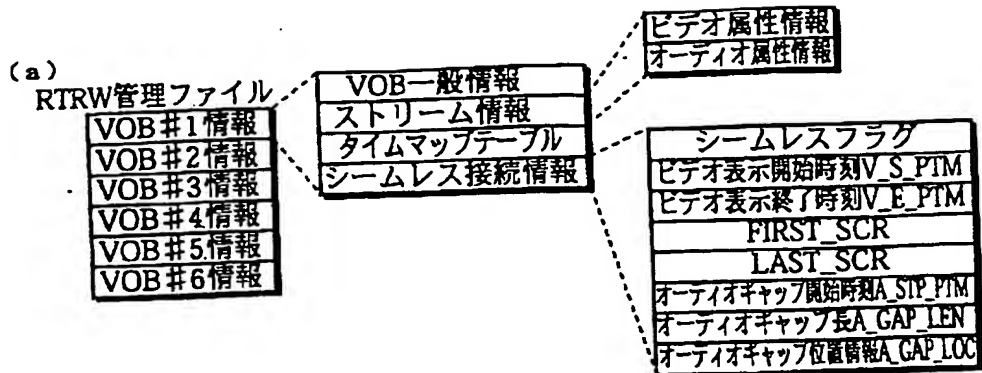 (a)
RTRW管理ファイル
VOB#1情報
VOB#2情報
VOB#3情報
VOB#4情報
VOB#5情報
VOB#6情報
VOB一般情報
ストリーム情報
タイムマップテーブル
シームレス接続情報
ビデオ属性情報
オーディオ属性情報
シームレスフラグ
ビデオ表示開始時刻V_S_PTM
ビデオ表示終了時刻V_E_PTM
FIRST_SCR
LAST_SCR
オーディオギャップ開始時刻A_STP_PTM
オーディオギャップ長A_GAP_LEN
オーディオギャップ位置情報A_GAP_LOC